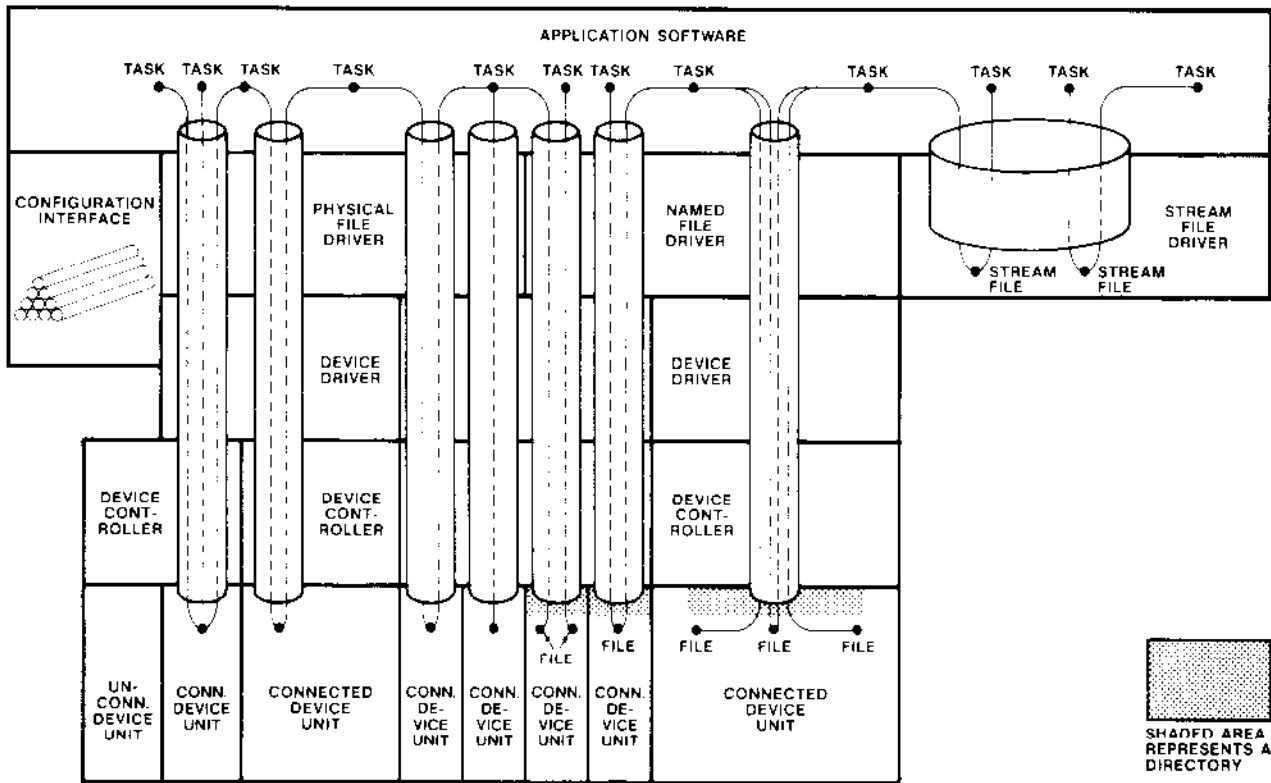 APPLICATION SOFTWARE
TASK TASK TASK TASK TASK TASK TASK TASK TASK TASK TASK TASK
CONFIGURATION
INTERFACE
PHYSICAL
FILE
DRIVER
NAMED
FILE
DRIVER
STREAM
FILE
DRIVER
STREAM
FILE
STREAM
FILE
DEVICE
DRIVER
DEVICE
DRIVER
DEVICE
CONT-
ROLLER
DEVICE
CONT-
ROLLER
DEVICE
CONT-
ROLLER
FILE
FILE
FILE
FILE
FILE
UN-
CONN.
DEVICE
UNIT
CONN.
DEVICE
UNIT
CONNECTED
DEVICE
UNIT
CONN.
DE-
VICE
UNIT
CONN.
DE-
VICE
UNIT
CONN.
DE-
VICE
UNIT
CONN.
DE-
VICE
UNIT
CONNECTED
DEVICE
UNIT
SHADED AREA
REPRESENTS A
DIRECTORY